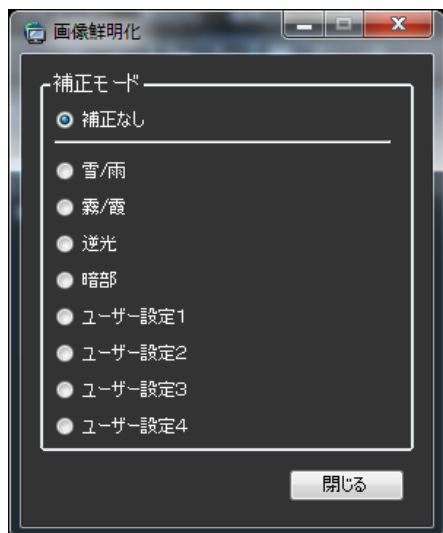 画像鮮明化
補正モード
補正なし
雪/雨
霧/霞
逆光
暗部
ユーザー設定1
ユーザー設定2
ユーザー設定3
ユーザー設定4
閉じる